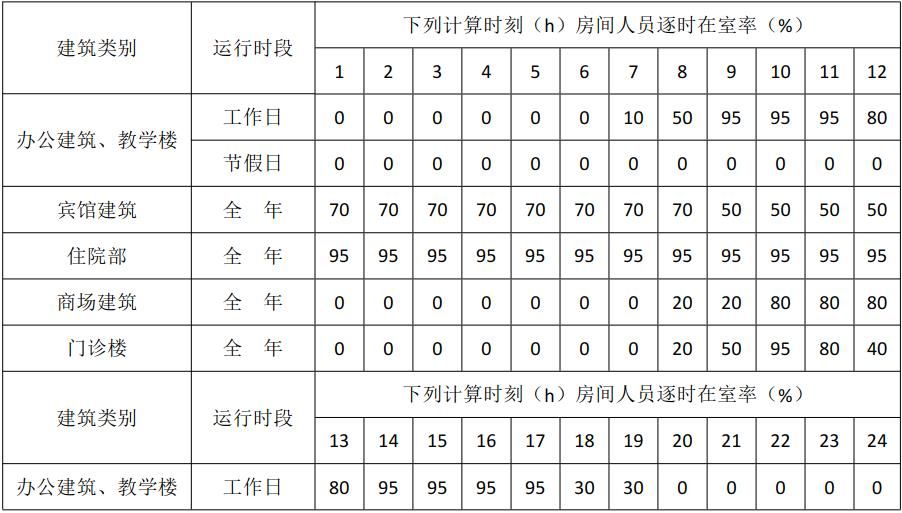 建筑类别 运行时段 下列计算时刻（h）房间人员逐时在室率（%）
1 2 3 4 5 6 7 8 9 10 11 12
办公建筑、教学楼 工作日 0 0 0 0 0 0 10 50 95 95 95 80
节假日 0 0 0 0 0 0 0 0 0 0 0 0
宾馆建筑 全 年 70 70 70 70 70 70 70 70 50 50 50 50
住院部 全 年 95 95 95 95 95 95 95 95 95 95 95 95
商场建筑 全 年 0 0 0 0 0 0 0 20 20 80 80 80
门诊楼 全 年 0 0 0 0 0 0 0 20 50 95 80 40
建筑类别 运行时段 下列计算时刻（h）房间人员逐时在室率（%）
13 14 15 16 17 18 19 20 21 22 23 24
办公建筑、教学楼 工作日 80 95 95 95 95 30 30 0 0 0 0 0